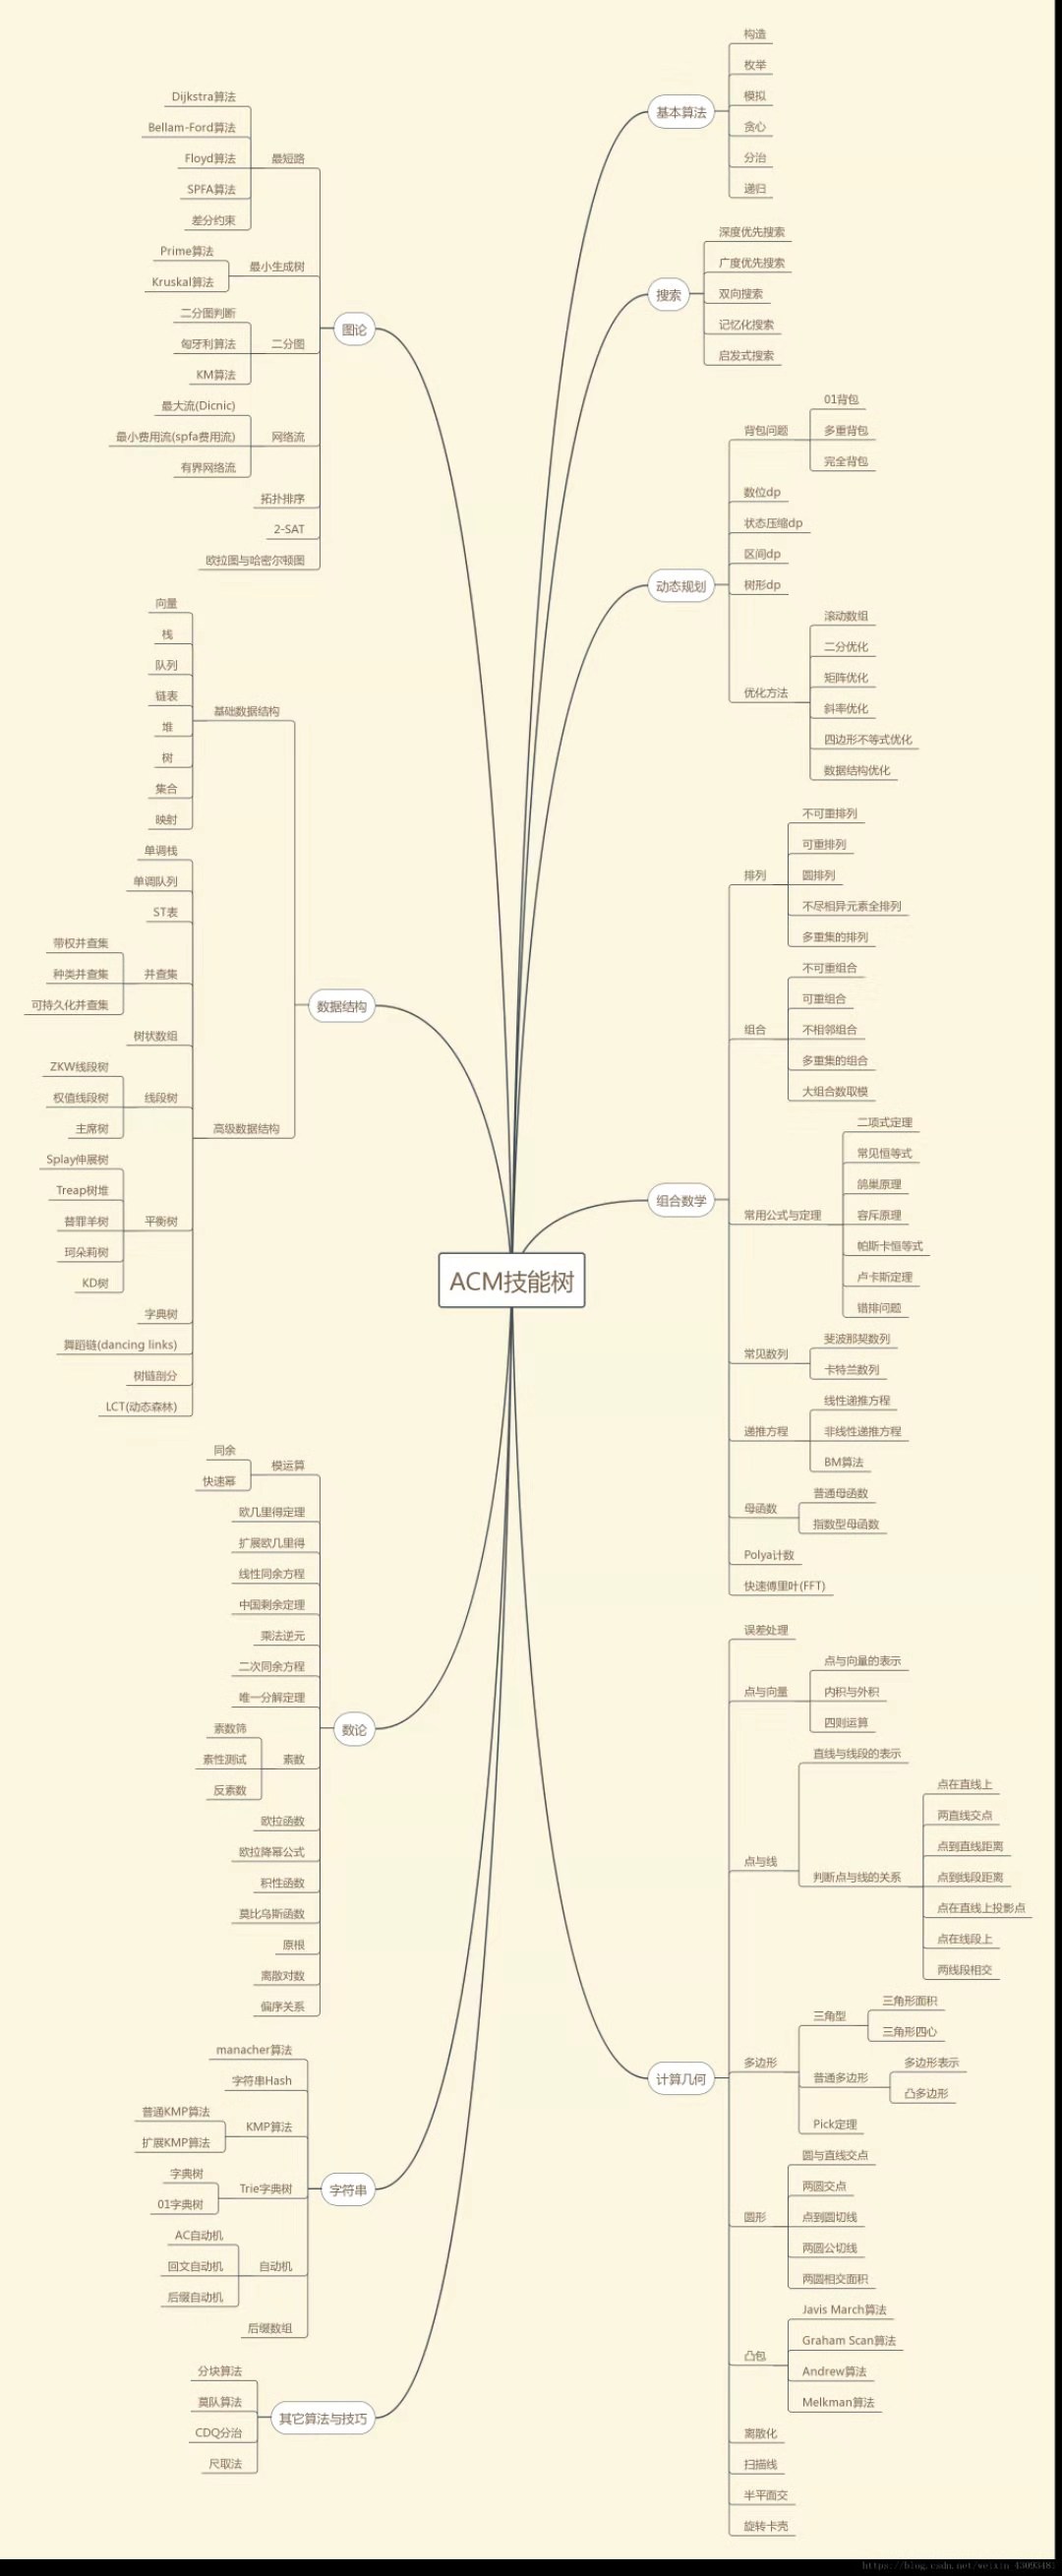 ACM技能树
基本算法
构造
枚举
模拟
贪心
分治
递归
搜索
深度优先搜索
广度优先搜索
双向搜索
记忆化搜索
启发式搜索
动态规划
背包问题
01背包
多重背包
完全背包
数位dp
状态压缩dp
区间dp
树形dp
优化方法
滚动数组
二分优化
矩阵优化
斜率优化
四边形不等式优化
数据结构优化
组合数学
排列
不可重排列
可重排列
圆排列
不尽相异元素全排列
多重集的排列
组合
不可重组合
可重组合
不相邻组合
多重集的组合
大组合数取模
常用公式与定理
二项式定理
常见恒等式
鸽巢原理
容斥原理
帕斯卡恒等式
卢卡斯定理
错排问题
常见数列
斐波那契数列
卡特兰数列
递推方程
线性递推方程
非线性递推方程
BM算法
母函数
普通母函数
指数型母函数
Polya计数
快速傅里叶(FFT)
计算几何
误差处理
点与向量
点与向量的表示
内积与外积
四则运算
点与线
直线与线段的表示
判断点与线的关系
点在直线上
两直线交点
点到直线距离
点到线段距离
点在直线上投影点
点在线段上
两线段相交
多边形
三角型
三角形面积
三角形四心
普通多边形
多边形表示
凸多边形
Pick定理
圆形
圆与直线交点
两圆交点
点到圆切线
两圆公切线
两圆相交面积
凸包
Javis March算法
Graham Scan算法
Andrew算法
Melkman算法
离散化
扫描线
半平面交
旋转卡壳
图论
最短路
Dijkstra算法
Bellam-Ford算法
Floyd算法
SPFA算法
差分约束
最小生成树
Prime算法
Kruskal算法
二分图
二分图判断
匈牙利算法
KM算法
网络流
最大流(Dicnic)
最小费用流(spfa费用流)
有界网络流
拓扑排序
2-SAT
欧拉图与哈密尔顿图
数据结构
基础数据结构
向量
栈
队列
链表
堆
树
集合
映射
高级数据结构
单调栈
单调队列
ST表
并查集
带权并查集
种类并查集
可持久化并查集
树状数组
线段树
ZKW线段树
权值线段树
主席树
平衡树
Splay伸展树
Treap树堆
替罪羊树
珂朵莉树
KD树
字典树
舞蹈链(dancing links)
树链剖分
LCT(动态森林)
数论
模运算
同余
快速幂
欧几里得定理
扩展欧几里得
线性同余方程
中国剩余定理
乘法逆元
二次同余方程
唯一分解定理
素数
素数筛
素性测试
反素数
欧拉函数
欧拉降幂公式
积性函数
莫比乌斯函数
原根
离散对数
偏序关系
字符串
manacher算法
字符串Hash
KMP算法
普通KMP算法
扩展KMP算法
Trie字典树
字典树
01字典树
自动机
AC自动机
回文自动机
后缀自动机
后缀数组
其它算法与技巧
分块算法
莫队算法
CDQ分治
尺取法